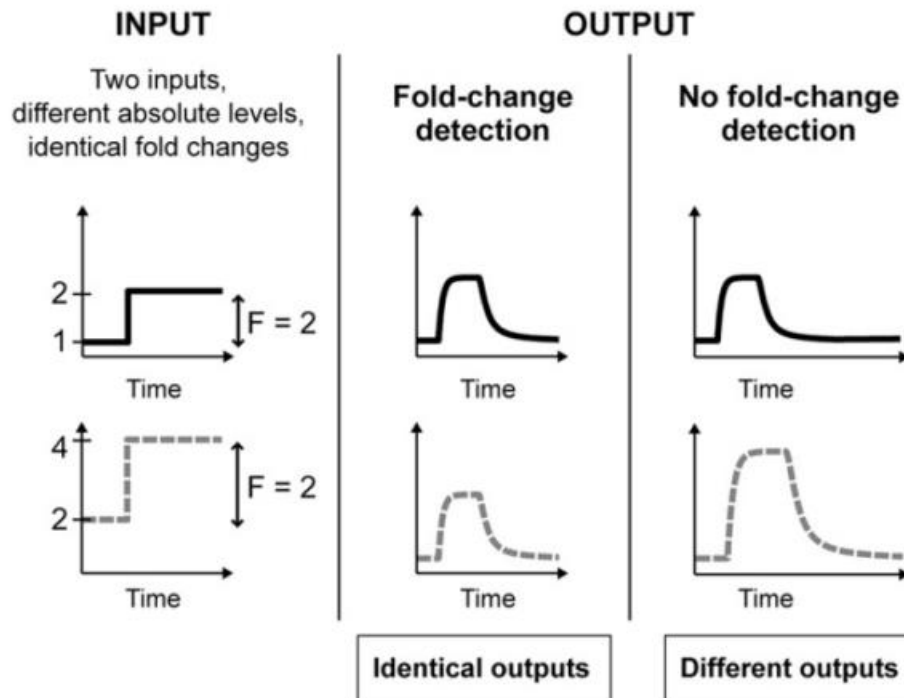 INPUT
OUTPUT
Two inputs,
different absolute levels,
identical fold changes
Fold-change
detection
No fold-change
detection
2
1
F = 2
Time
Time
Time
4
2
F = 2
Time
Time
Time
Identical outputs
Different outputs